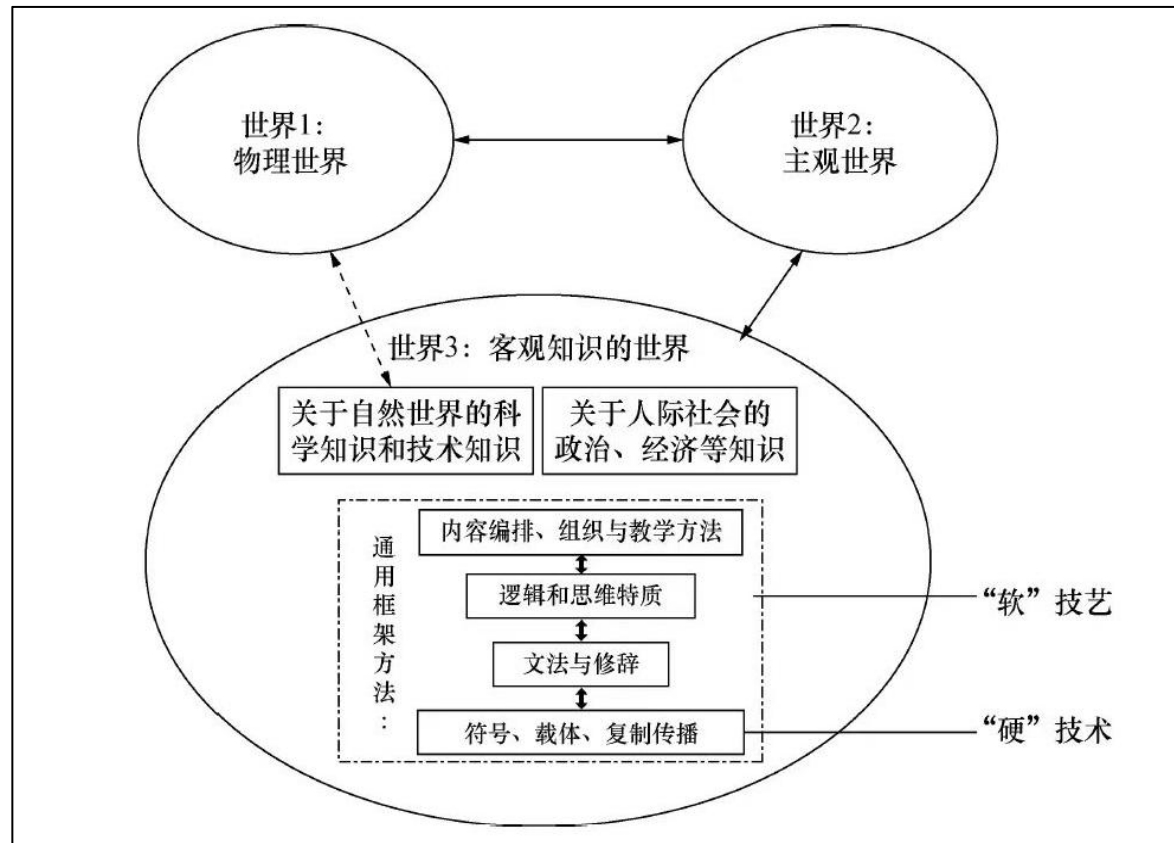 世界1：
物理世界
世界2：
主观世界
世界3：客观知识的世界
关于自然世界的科
学知识和技术知识
关于人际社会的
政治、经济等知识
通用框架方法：
内容编排、组织与教学方法
逻辑和思维特质
文法与修辞
符号、载体、复制传播
“软”技艺
“硬”技术